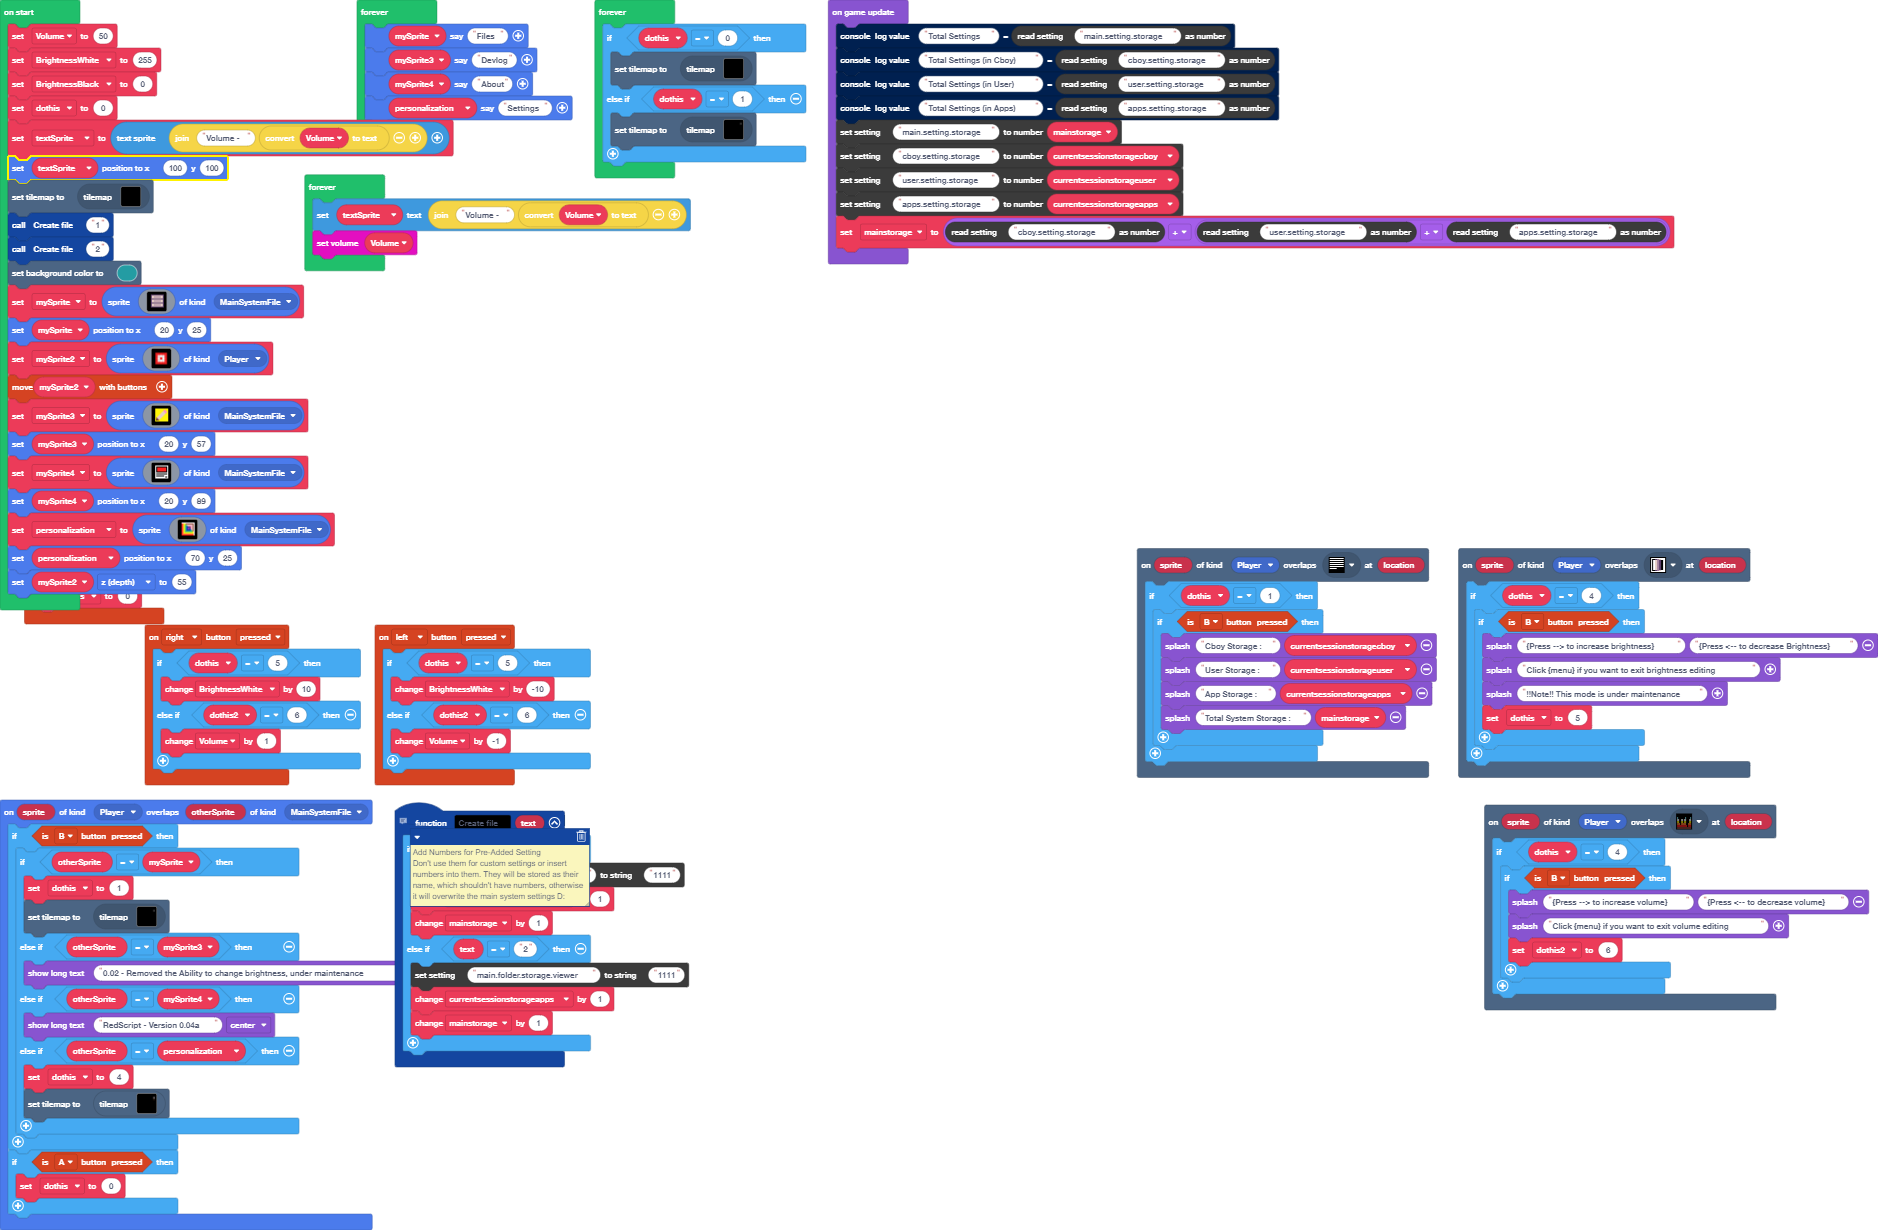 on start
set Volume to 50
set BrightnessWhite to 255
set BrightnessBlack to 0
set dothis to 0
set textSprite to text sprite join "Volume - " convert Volume to text
set textSprite position to x 100 y 100
set tilemap to tilemap
call Create file "1"
call Create file "2"
set background color to
set mySprite to sprite of kind MainSystemFile
set mySprite position to x 20 y 25
set mySprite2 to sprite of kind Player
move mySprite2 with buttons
set mySprite3 to sprite of kind MainSystemFile
set mySprite3 position to x 20 y 57
set mySprite4 to sprite of kind MainSystemFile
set mySprite4 position to x 20 y 89
set personalization to sprite of kind MainSystemFile
set personalization position to x 70 y 25
set mySprite2 z (depth) to 55
s to 0
forever
mySprite say "Files"
mySprite3 say "Devlog"
mySprite4 say "About"
personalization say "Settings"
forever
set textSprite text join "Volume - " convert Volume to text
set volume Volume
forever
if dothis = 0 then
set tilemap to tilemap
else if dothis = 1 then
set tilemap to tilemap
on game update
console log value "Total Settings" = read setting "main.setting.storage" as number
console log value "Total Settings (in Cboy)" = read setting "cboy.setting.storage" as number
console log value "Total Settings (in User)" = read setting "user.setting.storage" as number
console log value "Total Settings (in Apps)" = read setting "apps.setting.storage" as number
set setting "main.setting.storage" to number mainstorage
set setting "cboy.setting.storage" to number currentsessionstoragecboy
set setting "user.setting.storage" to number currentsessionstorageuser
set setting "apps.setting.storage" to number currentsessionstorageapps
set mainstorage to read setting "cboy.setting.storage" as number + read setting "user.setting.storage" as number + read setting "apps.setting.storage" as number
on right button pressed
if dothis = 5 then
change BrightnessWhite by 10
else if dothis2 = 6 then
change Volume by 1
on left button pressed
if dothis = 5 then
change BrightnessWhite by -10
else if dothis2 = 6 then
change Volume by -1
on sprite of kind Player overlaps at location
if dothis = 1 then
if is B button pressed then
splash "Cboy Storage : " currentsessionstoragecboy
splash "User Storage : " currentsessionstorageuser
splash "App Storage : " currentsessionstorageapps
splash "Total System Storage : " mainstorage
on sprite of kind Player overlaps at location
if dothis = 4 then
if is B button pressed then
splash "{Press --> to increase brightness}" "{Press <-- to decrease Brightness}"
splash "Click {menu} if you want to exit brightness editing"
splash "!!Note!! This mode is under maintenance"
set dothis to 5
on sprite of kind Player overlaps otherSprite of kind MainSystemFile
if is B button pressed then
if otherSprite = mySprite then
set dothis to 1
set tilemap to tilemap
else if otherSprite = mySprite3 then
show long text "0.02 - Removed the Ability to change brightness, under maintenance
else if otherSprite = mySprite4 then
show long text "RedScript - Version 0.04a" center
else if otherSprite = personalization then
set dothis to 4
set tilemap to tilemap
if is A button pressed then
set dothis to 0
function Create file text
Add Numbers for Pre-Added Setting
Don't use them for custom settings or insert
numbers into them. They will be stored as their
name, which shouldn't have numbers, otherwise
it will overwrite the main system settings D:
to string "1111"
1
change mainstorage by 1
else if text = "2" then
set setting "main.folder.storage.viewer" to string "1111"
change currentsessionstorageapps by 1
change mainstorage by 1
on sprite of kind Player overlaps at location
if dothis = 4 then
if is B button pressed then
splash "{Press --> to increase volume}" "{Press <-- to decrease volume}"
splash "Click {menu} if you want to exit volume editing"
set dothis2 to 6